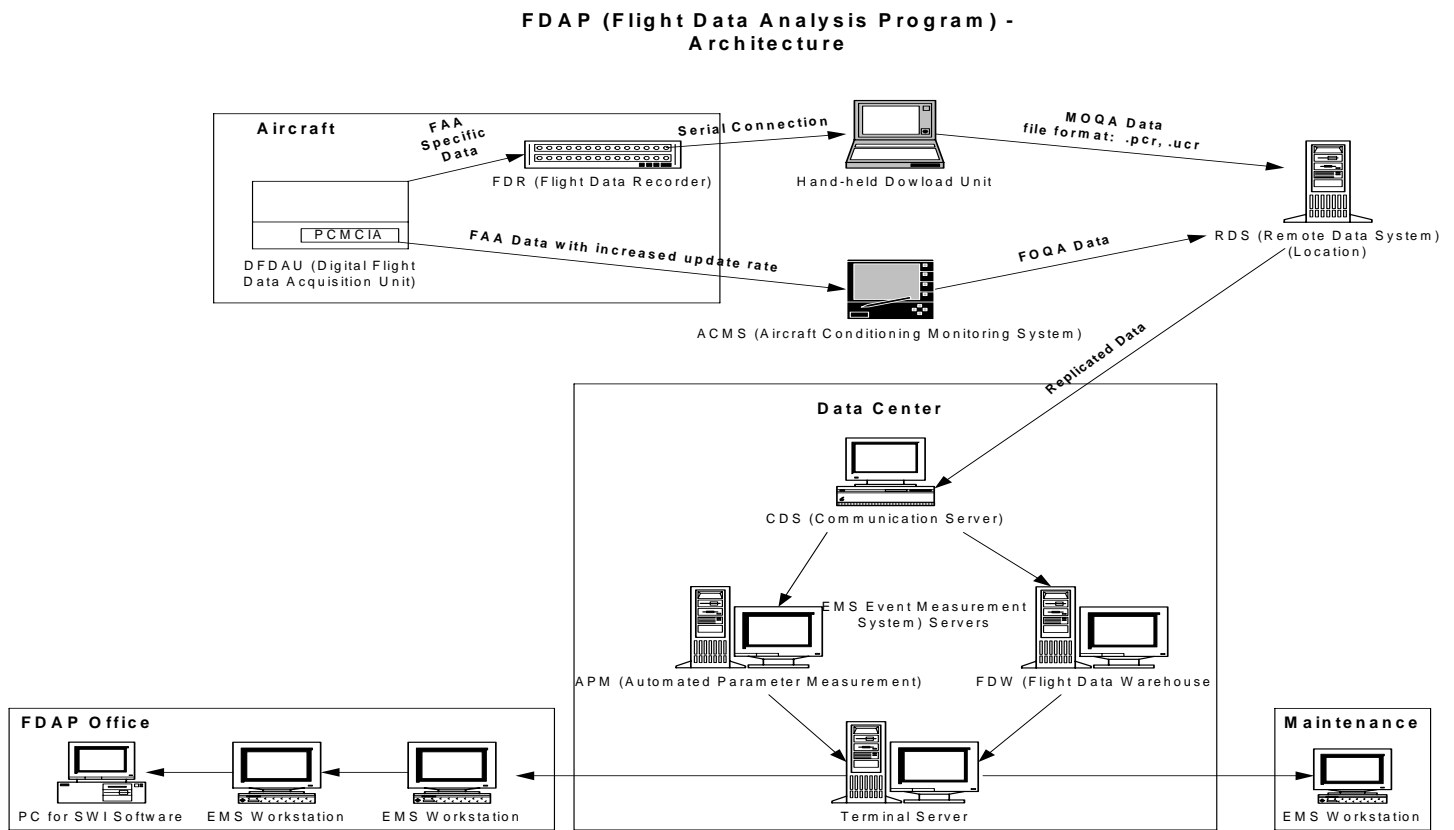 FDAP (Flight Data Analysis Program) -
Architecture
Aircraft
FAA
Specific
Data
FDR (Flight Data Recorder)
PCMCIA
DFDAU (Digital Flight
Data Acquisition Unit)
Serial Connection
Hand-held Dowload Unit
MOQA Data
file format: .pcr, .ucr
RDS (Remote Data System)
(Location)
FAA Data with increased update rate
FOQA Data
ACMS (Aircraft Conditioning Monitoring System)
Replicated Data
Data Center
CDS (Communication Server)
EMS Event Measurement
System) Servers
APM (Automated Parameter Measurement)
FDW (Flight Data Warehouse
Terminal Server
FDAP Office
PC for SWI Software
EMS Workstation
EMS Workstation
Maintenance
EMS Workstation